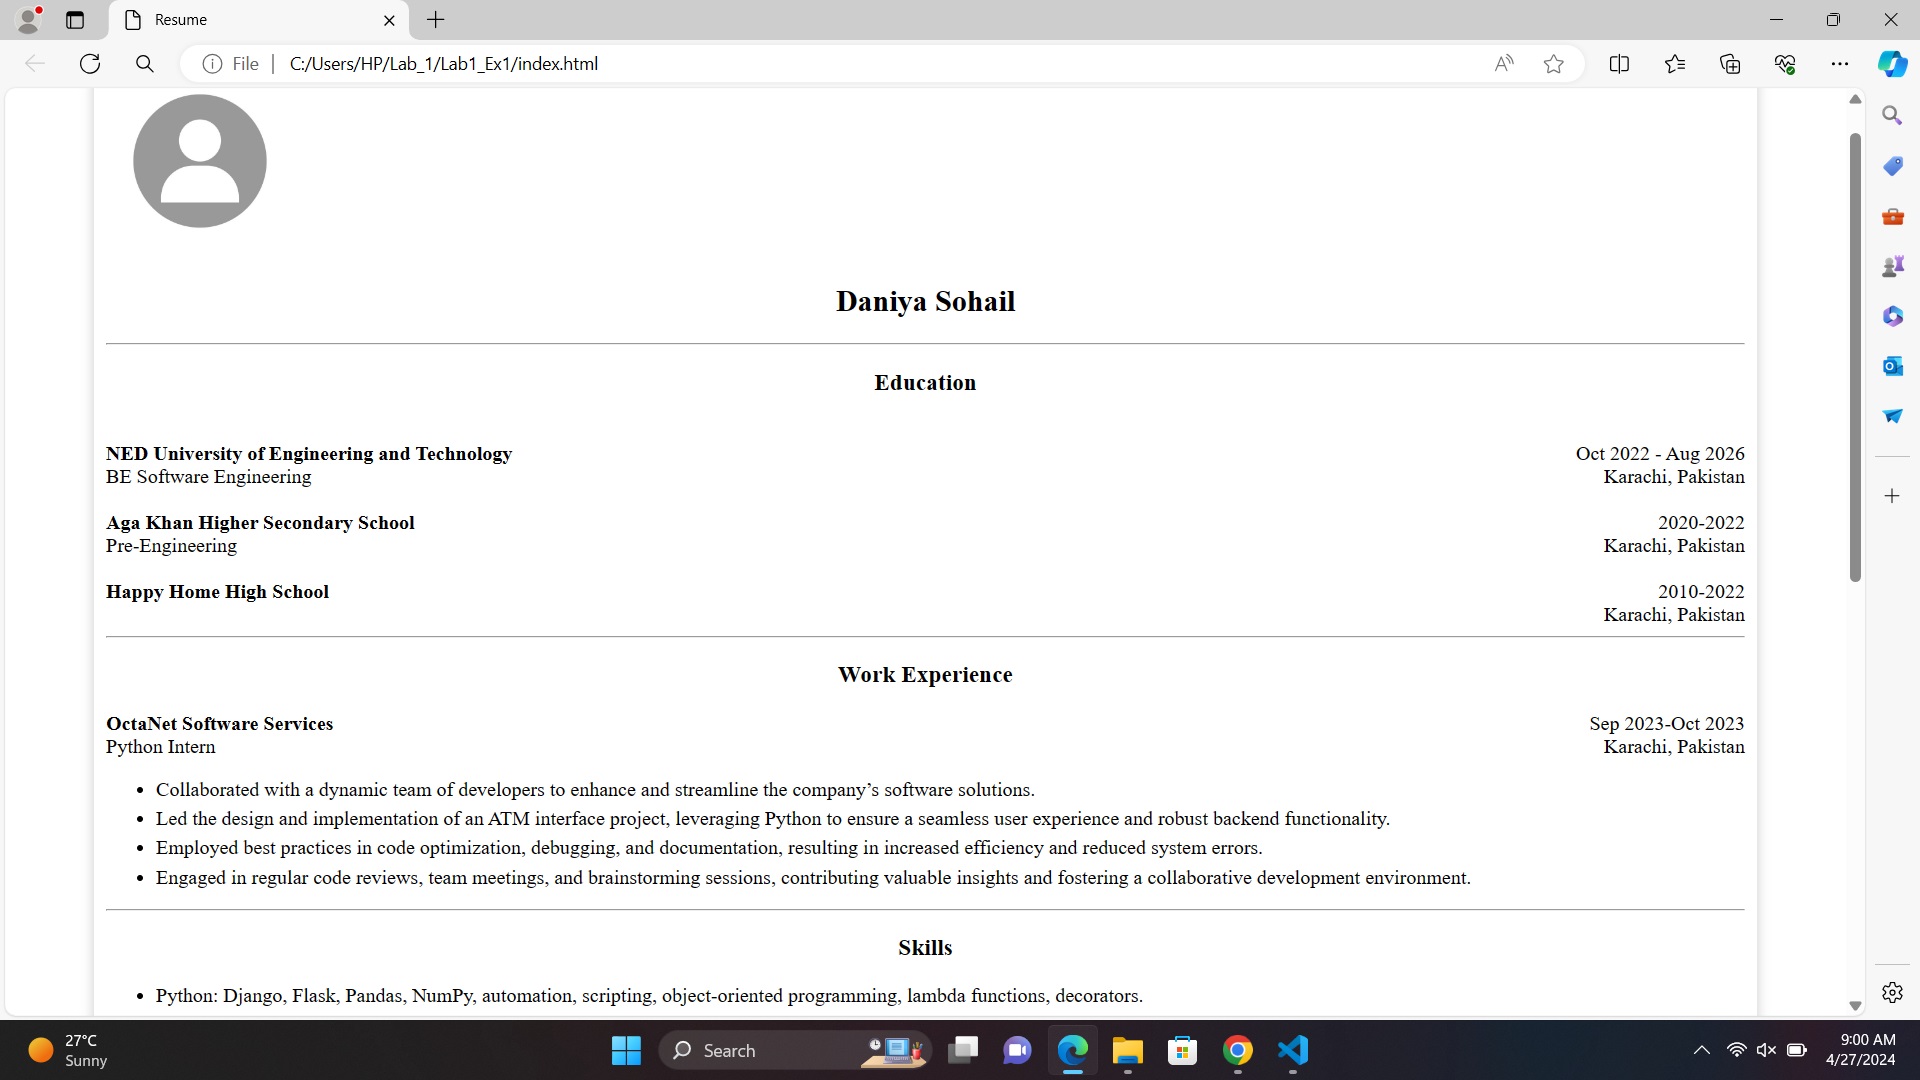 Resume
File
C:/Users/HP/Lab_1/Lab1_Ex1/index.html
Daniya Sohail
Education
NED University of Engineering and Technology Oct 2022 - Aug 2026
BE Software Engineering Karachi, Pakistan
Aga Khan Higher Secondary School 2020-2022
Pre-Engineering Karachi, Pakistan
Happy Home High School 2010-2022
Karachi, Pakistan
Work Experience
OctaNet Software Services Sep 2023-Oct 2023
Python Intern Karachi, Pakistan
• Collaborated with a dynamic team of developers to enhance and streamline the company’s software solutions.
• Led the design and implementation of an ATM interface project, leveraging Python to ensure a seamless user experience and robust backend functionality.
• Employed best practices in code optimization, debugging, and documentation, resulting in increased efficiency and reduced system errors.
• Engaged in regular code reviews, team meetings, and brainstorming sessions, contributing valuable insights and fostering a collaborative development environment.
Skills
• Python: Django, Flask, Pandas, NumPy, automation, scripting, object-oriented programming, lambda functions, decorators.
27°C
Sunny
Search
9:00 AM
4/27/2024